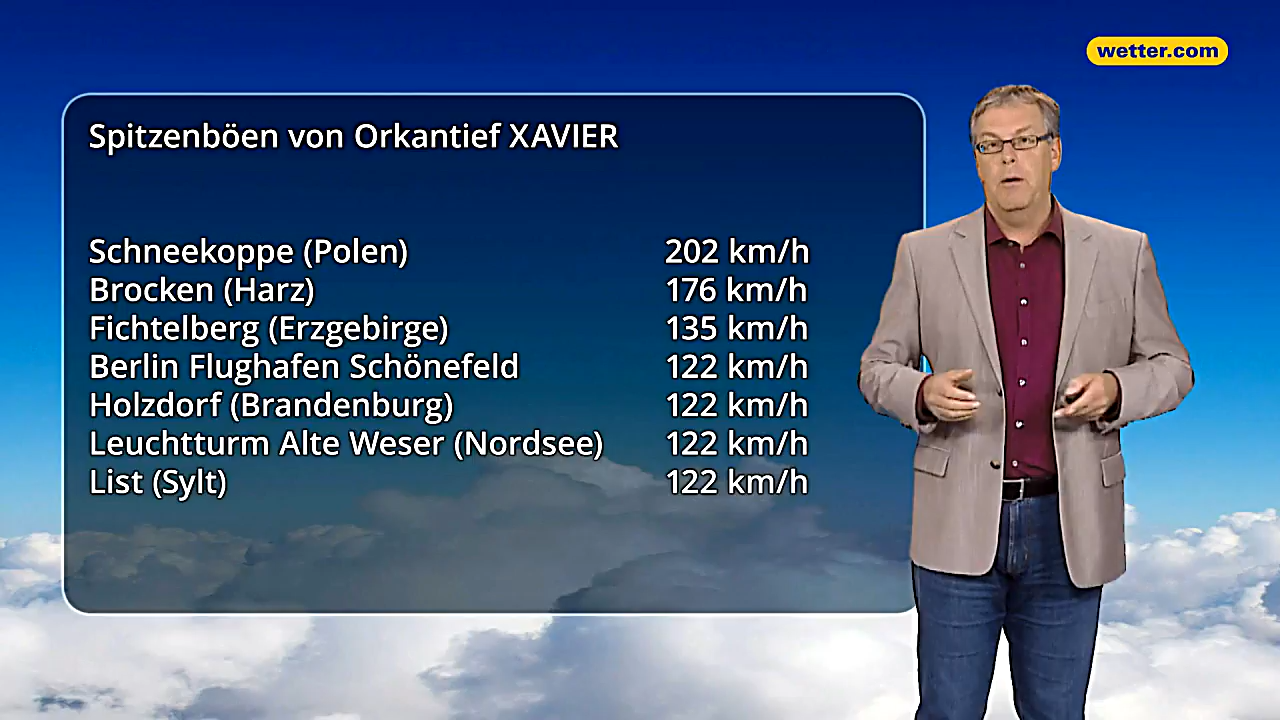 wetter.com
Spitzenböen von Orkantief XAVIER
Schneekoppe (Polen) 202 km/h
Brocken (Harz) 176 km/h
Fichtelberg (Erzgebirge) 135 km/h
Berlin Flughafen Schönefeld 122 km/h
Holzdorf (Brandenburg) 122 km/h
Leuchtturm Alte Weser (Nordsee) 122 km/h
List (Sylt) 122 km/h